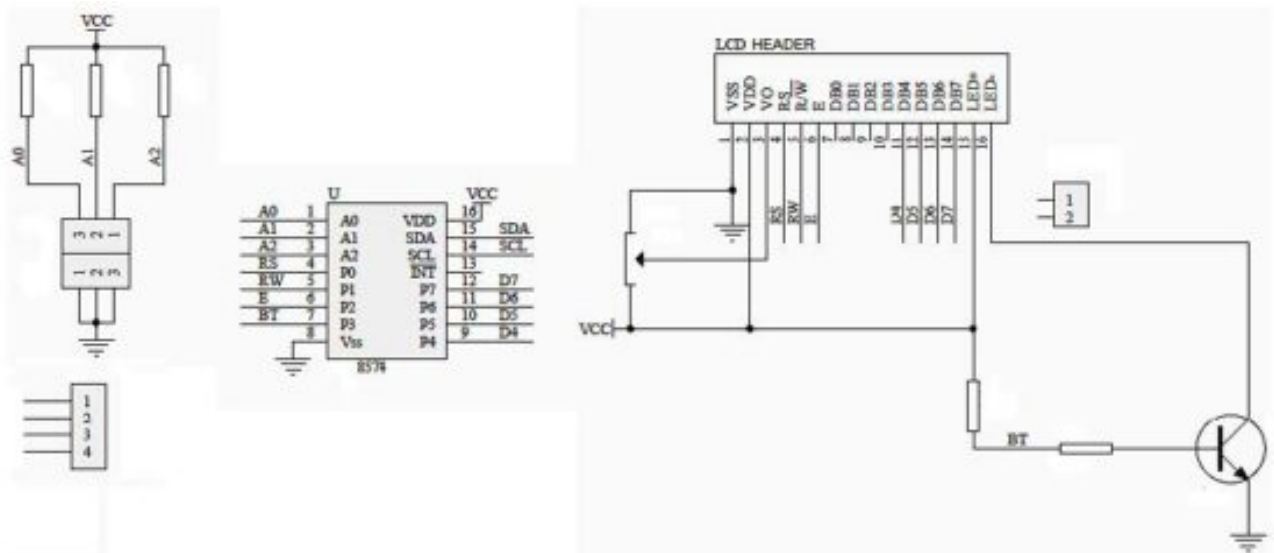 VCC
A0 A1 A2
3 2 1
1 2 3
1
2
3
4
U
VCC
A0 1 A0 VDD 16
A1 2 A1 SDA 15 SDA
A2 3 A2 SCL 14 SCL
RS 4 P0 INT 13
RW 5 P1 P7 12 D7
E 6 P2 P6 11 D6
BT 7 P3 P5 10 D5
8 Vss P4 9 D4
8574
LCD HEADER
VSS VDD VO RS R/W E DB0 DB1 DB2 DB3 DB4 DB5 DB6 DB7 LED+ LED-
1 2 3 4 5 6 7 8 9 10 11 12 13 14 15 16
RS RW E D4 D5 D6 D7
1
2
VCC
BT